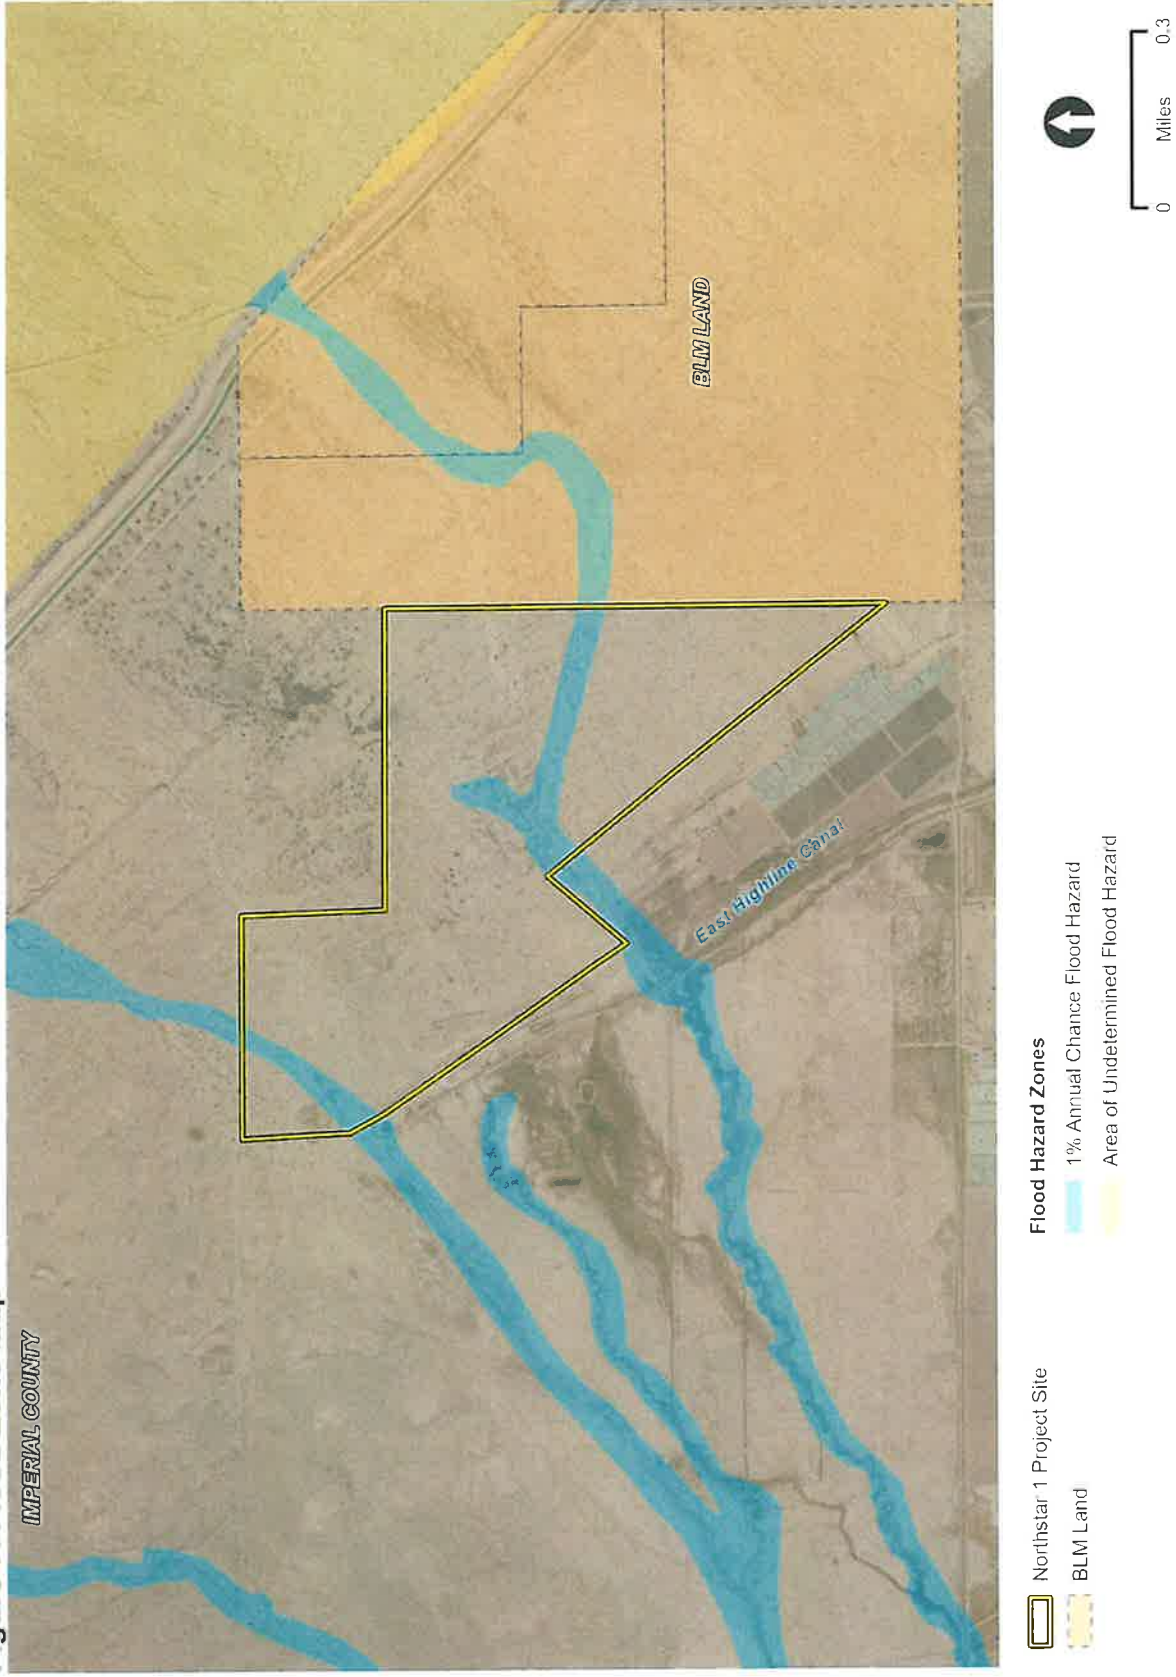 IMPERIAL COUNTY
BLM LAND
East Highline Canal
Northstar 1 Project Site
BLM Land
Flood Hazard Zones
1% Annual Chance Flood Hazard
Area of Undetermined Flood Hazard
0 Miles 0.3